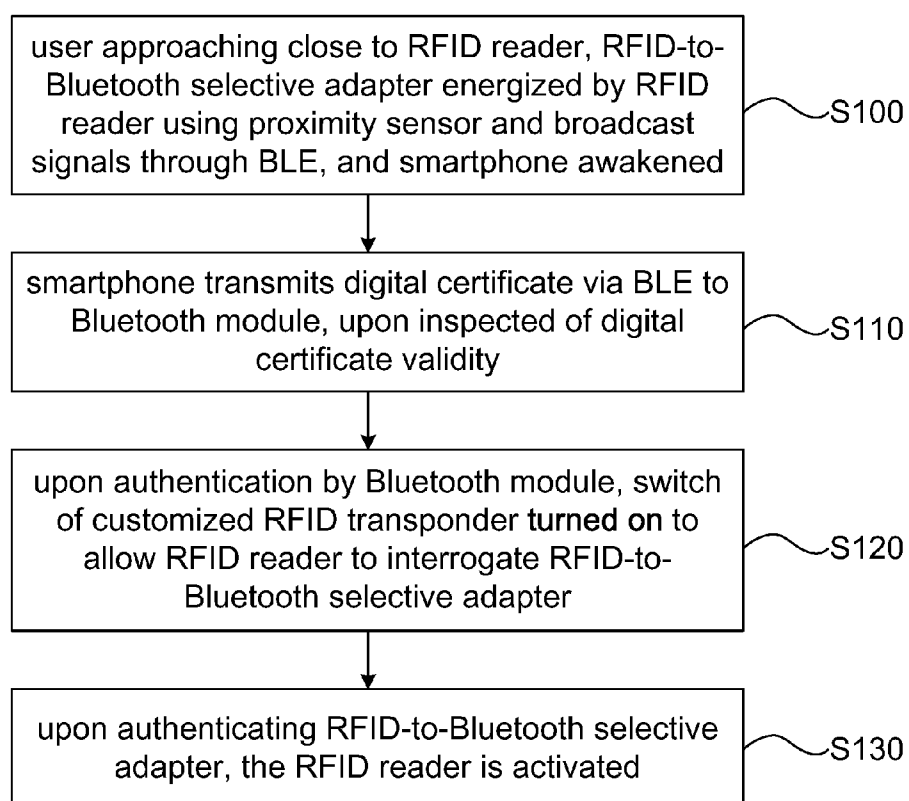 user approaching close to RFID reader, RFID-to-
Bluetooth selective adapter energized by RFID
reader using proximity sensor and broadcast
signals through BLE, and smartphone awakened
S100
smartphone transmits digital certificate via BLE to
Bluetooth module, upon inspected of digital
certificate validity
S110
upon authentication by Bluetooth module, switch
of customized RFID transponder turned on to
allow RFID reader to interrogate RFID-to-
Bluetooth selective adapter
S120
upon authenticating RFID-to-Bluetooth selective
adapter, the RFID reader is activated
S130